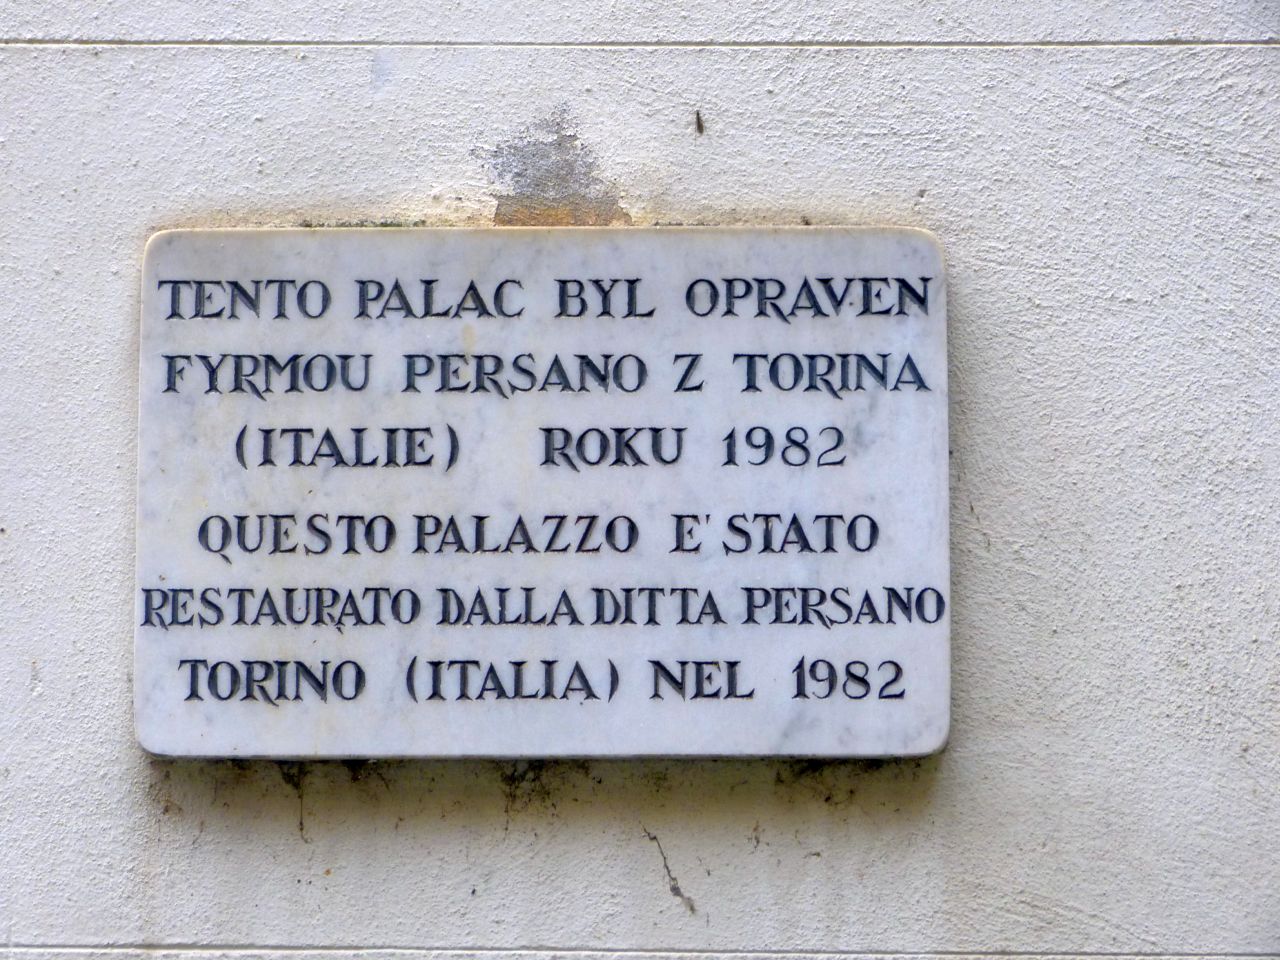 TENTO PALAC BYL OPRAVEN
FYRMOU PERSANO Z TORINA
(ITALIE) ROKU 1982
QUESTO PALAZZO E' STATO
RESTAURATO DALLA DITTA PERSANO
TORINO (ITALIA) NEL 1982